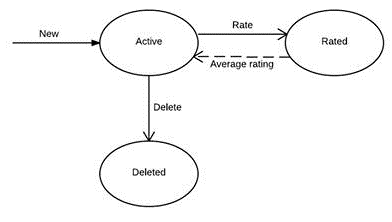 New
Active
Rate
Rated
Average rating
Delete
Deleted